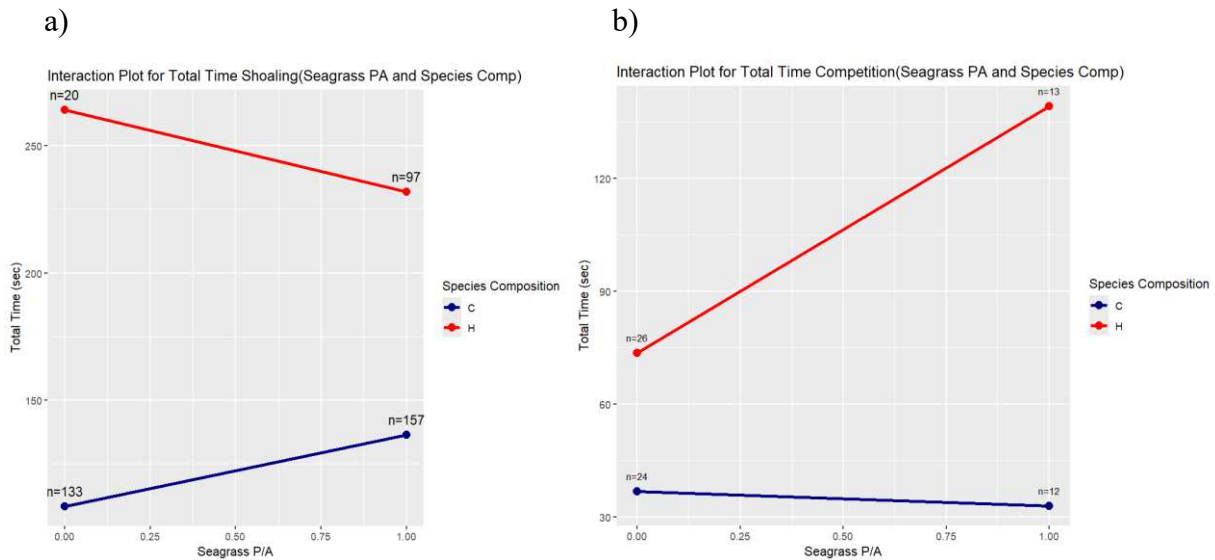 a)
Interaction Plot for Total Time Shoaling(Seagrass PA and Species Comp)
n=20
250
n=97
200
Total Time (sec)
150
n=157
n=133
0.00 0.25 0.50 0.75 1.00
Seagrass P/A
Species Composition
C
H
b)
Interaction Plot for Total Time Competition(Seagrass PA and Species Comp)
n=13
120
90
Total Time (sec)
n=26
60
n=24
n=12
30
0.00 0.25 0.50 0.75 1.00
Seagrass P/A
Species Composition
C
H